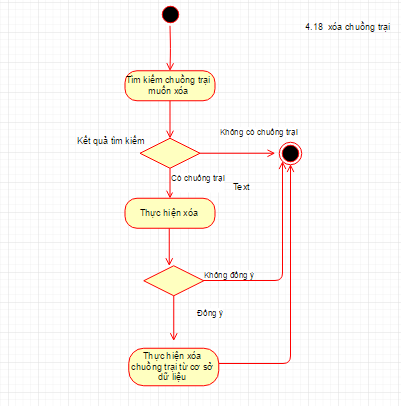 4.18 xóa chuồng trại
Tìm kiếm chuồng trại
muốn xóa
Không có chuồng trại
Kết quả tìm kiếm
Có chuồng trại
Text
Thực hiện xóa
Không đồng ý
Đồng ý
Thực hiện xóa
chuồng trại từ cơ sở
dữ liệu